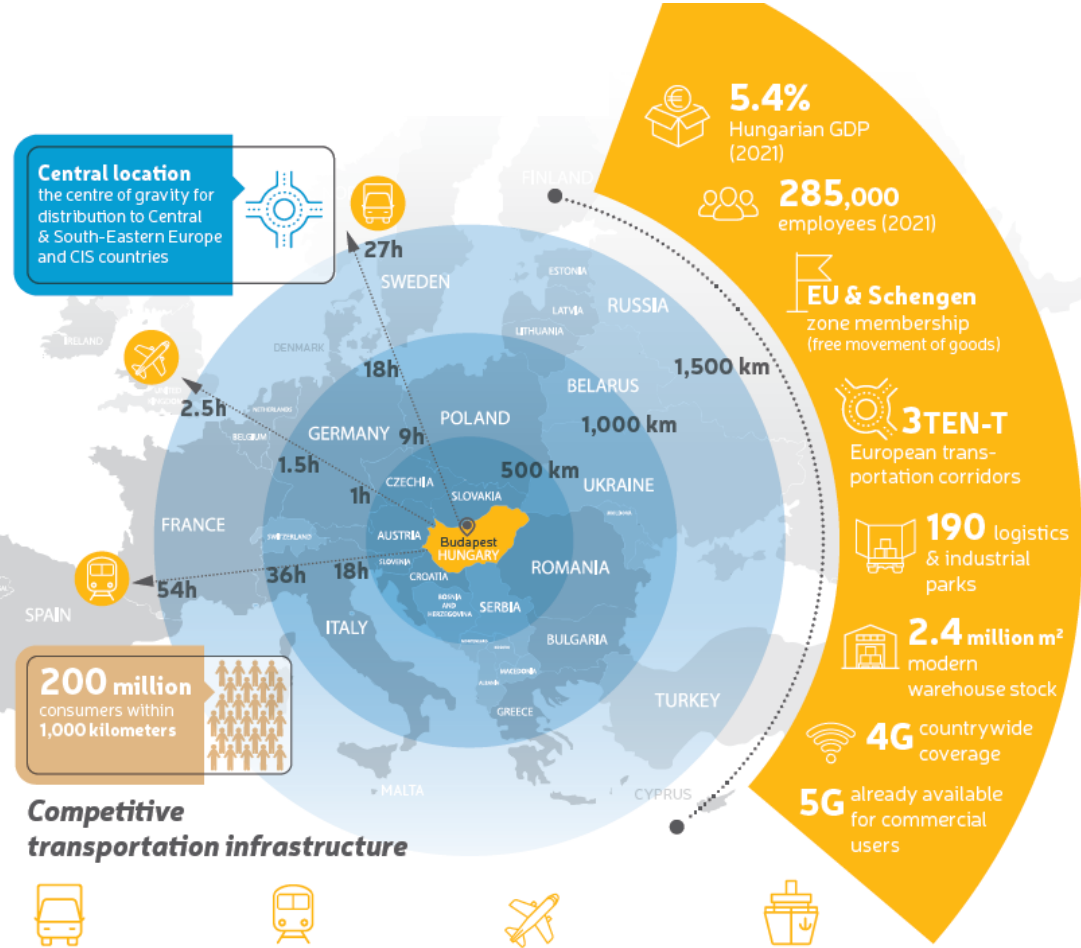 5.4%
Hungarian GDP
(2021)
285,000
employees (2021)
EU & Schengen
zone membership
(free movement of goods)
3 TEN-T
European trans-
portation corridors
190 logistics
& industrial
parks
2.4 million m²
modern
warehouse stock
4G countrywide
coverage
5G already available
for commercial
users
Central location
the centre of gravity for
distribution to Central
& South-Eastern Europe
and CIS countries
27h
18h
9h
2.5h
1.5h
1h
54h
36h
18h
500 km
1,000 km
1,500 km
FINLAND
SWEDEN
ESTONIA
LATVIA
LITHUANIA
RUSSIA
IRELAND
UNITED
KINGDOM
DENMARK
NETHERLANDS
BELGIUM
GERMANY
POLAND
BELARUS
CZECHIA
SLOVAKIA
UKRAINE
FRANCE
SWITZERLAND
AUSTRIA
Budapest
HUNGARY
SLOVENIA
CROATIA
ROMANIA
BOSNIA
AND
HERZEGOVINA
SERBIA
SPAIN
ITALY
BULGARIA
MACEDONIA
ALBANIA
GREECE
TURKEY
MALTA
CYPRUS
200 million
consumers within
1,000 kilometers
Competitive
transportation infrastructure